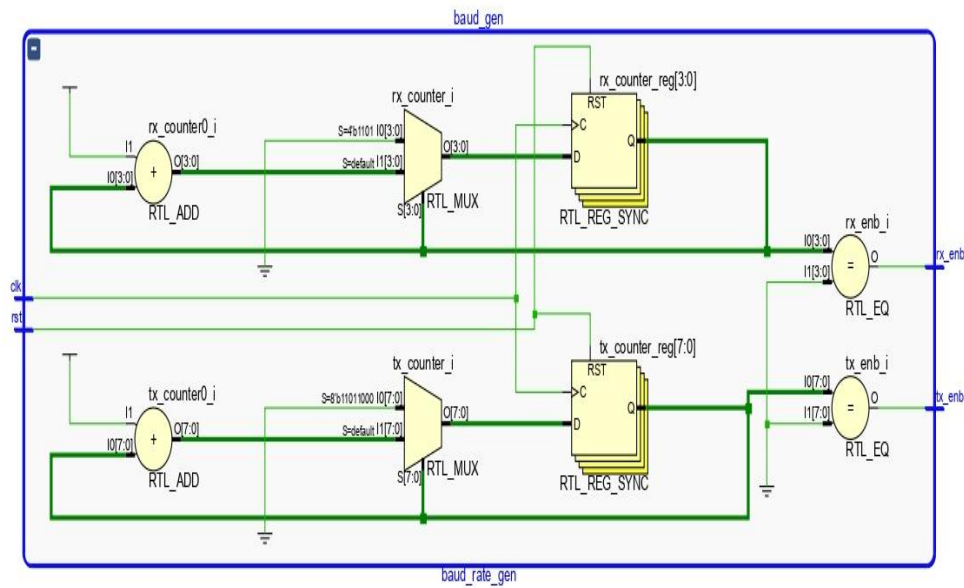 baud_gen
-
rx_counter_reg[3:0]
rx_counter_i
RST
rx_counter0_i
S=4'b1101 I0[3:0]
C
I1
O[3:0]
O[3:0]
Q
+
S=default I1[3:0]
D
I0[3:0]
RTL_ADD
S[3:0]
RTL_MUX
RTL_REG_SYNC
rx_enb_i
I0[3:0]
O
=
rx_enb
I1[3:0]
RTL_EQ
clk
rst
tx_counter_i
tx_counter_reg[7:0]
RST
tx_enb_i
tx_counter0_i
S=8'b11011000 I0[7:0]
C
I0[7:0]
O
I1
O[7:0]
O[7:0]
Q
=
tx_enb
+
S=default I1[7:0]
D
I1[7:0]
I0[7:0]
RTL_EQ
RTL_ADD
S[7:0]
RTL_MUX
RTL_REG_SYNC
baud_rate_gen